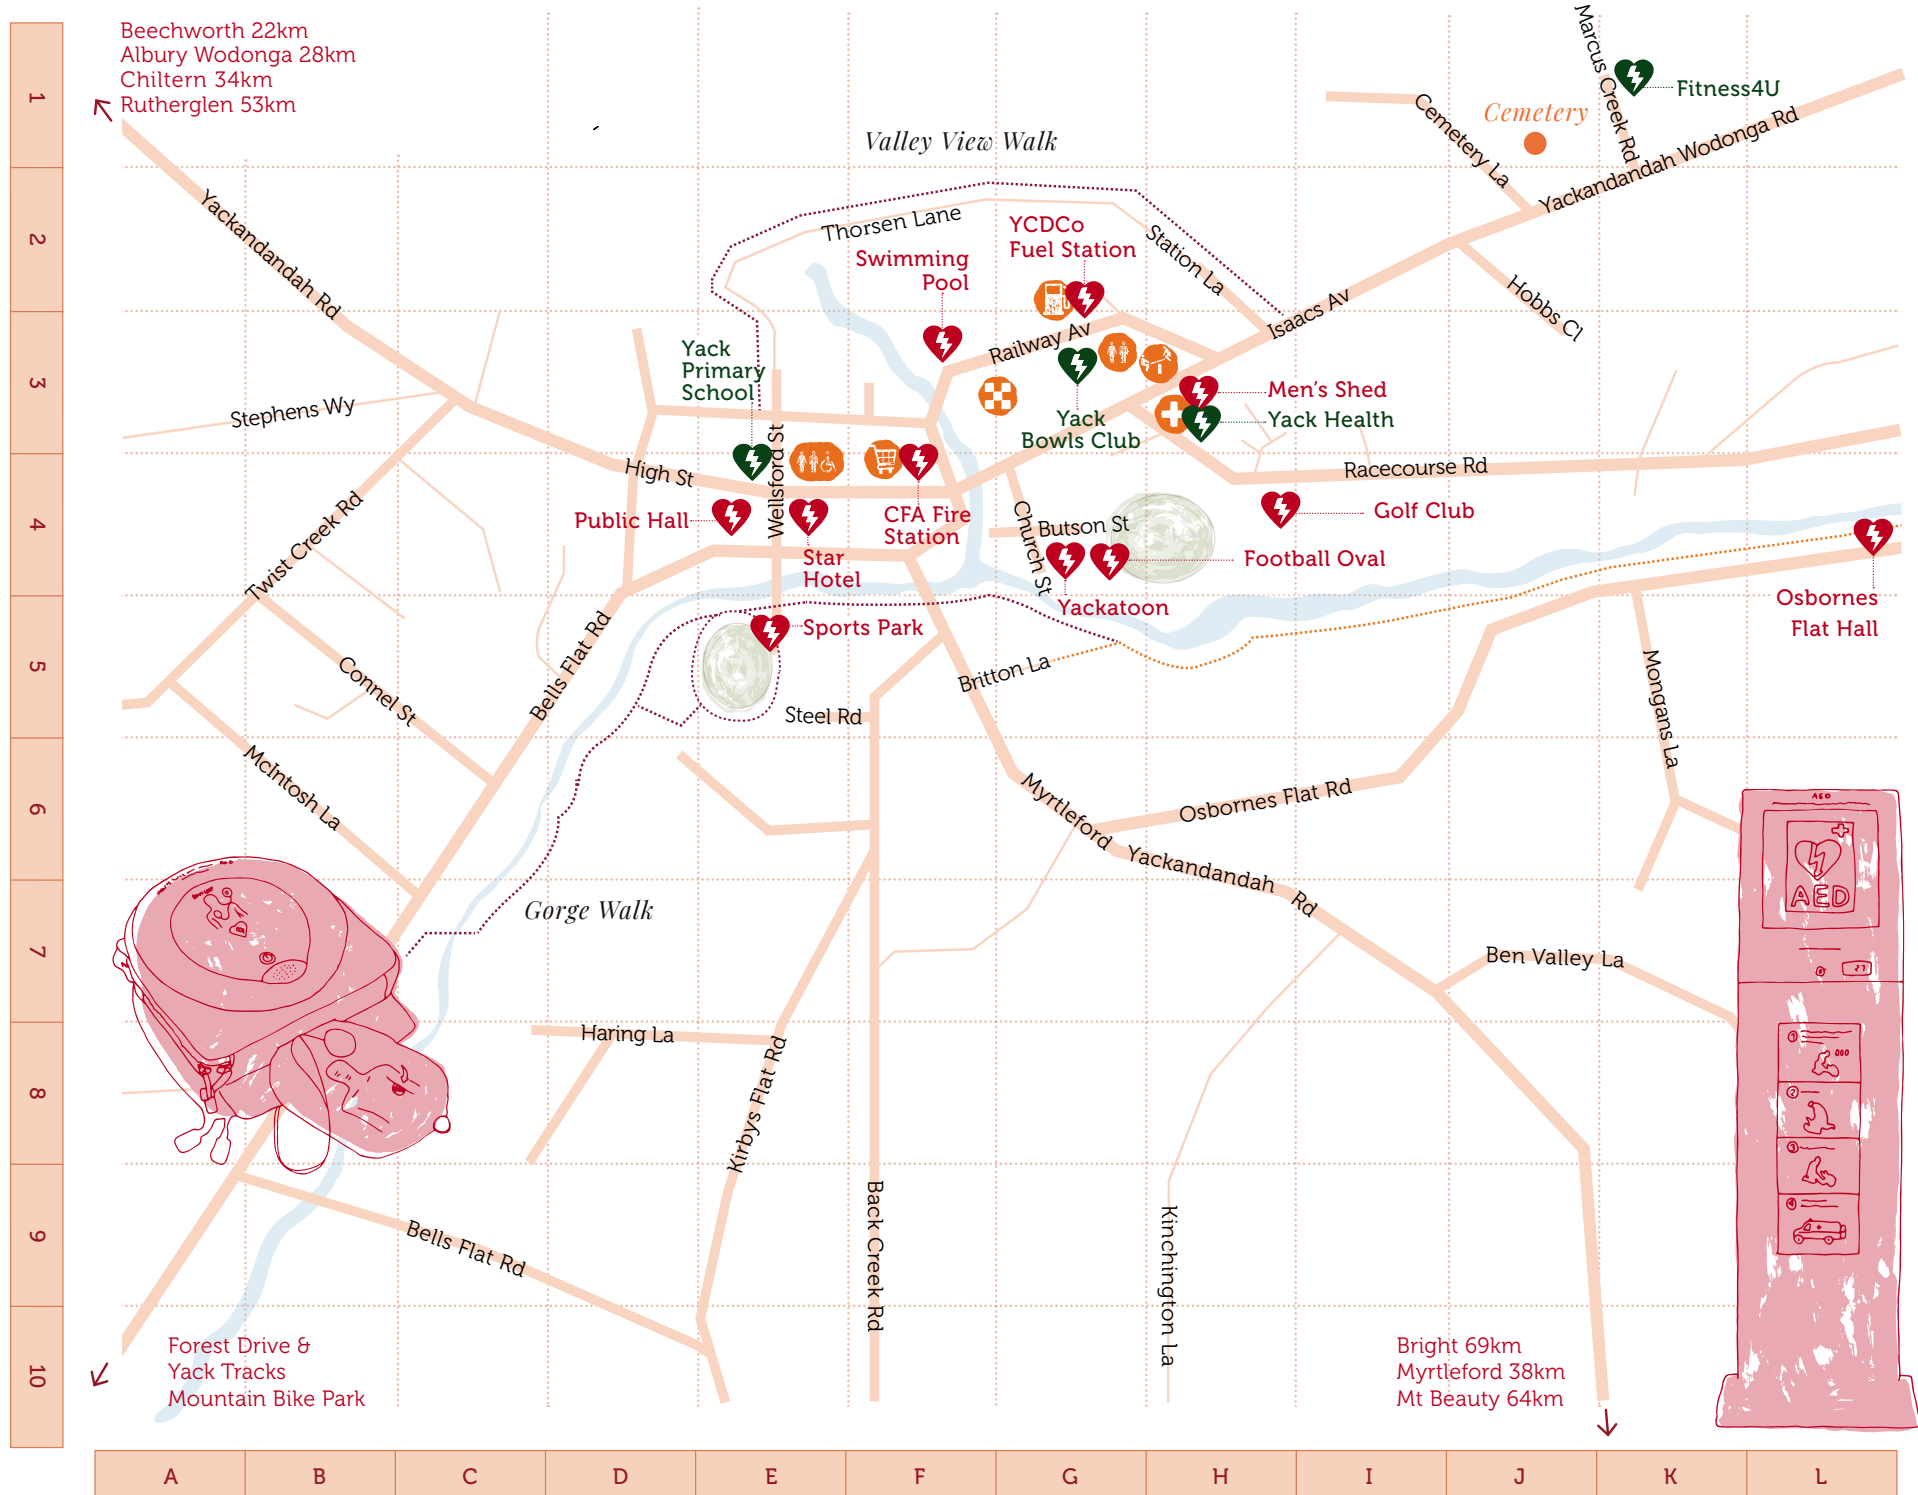 Beechworth 22km
Albury Wodonga 28km
Chiltern 34km
Rutherglen 53km
1
2
3
4
5
6
7
8
9
10
Marcus Creek Rd
Fitness4U
Cemetery
Cemetery La
Yackandandah Wodonga Rd
Valley View Walk
Yackandandah Rd
Thorsen Lane
YCDCo
Fuel Station
Station La
Swimming
Pool
Hobbs Cl
Isaacs Av
Railway Av
Yack
Primary
School
Men's Shed
Stephens Wy
Yack
Bowls Club
Yack Health
Wellsford St
High St
Racecourse Rd
Twist Creek Rd
Public Hall
CFA Fire
Station
Church St
Butson St
Golf Club
Star
Hotel
Football Oval
Yackatoon
Osbornes
Flat Hall
Sports Park
Bells Flat Rd
Connel St
Britton La
Mongans La
Steel Rd
McIntosh La
Myrtleford
Yackandandah
Rd
Osbornes Flat Rd
AED
AED
27
1
2
3
4
Gorge Walk
Ben Valley La
Haring La
Kirbys Flat Rd
Back Creek Rd
Kinchington La
Bells Flat Rd
Forest Drive &
Yack Tracks
Mountain Bike Park
Bright 69km
Myrtleford 38km
Mt Beauty 64km
A B C D E F G H I J K L